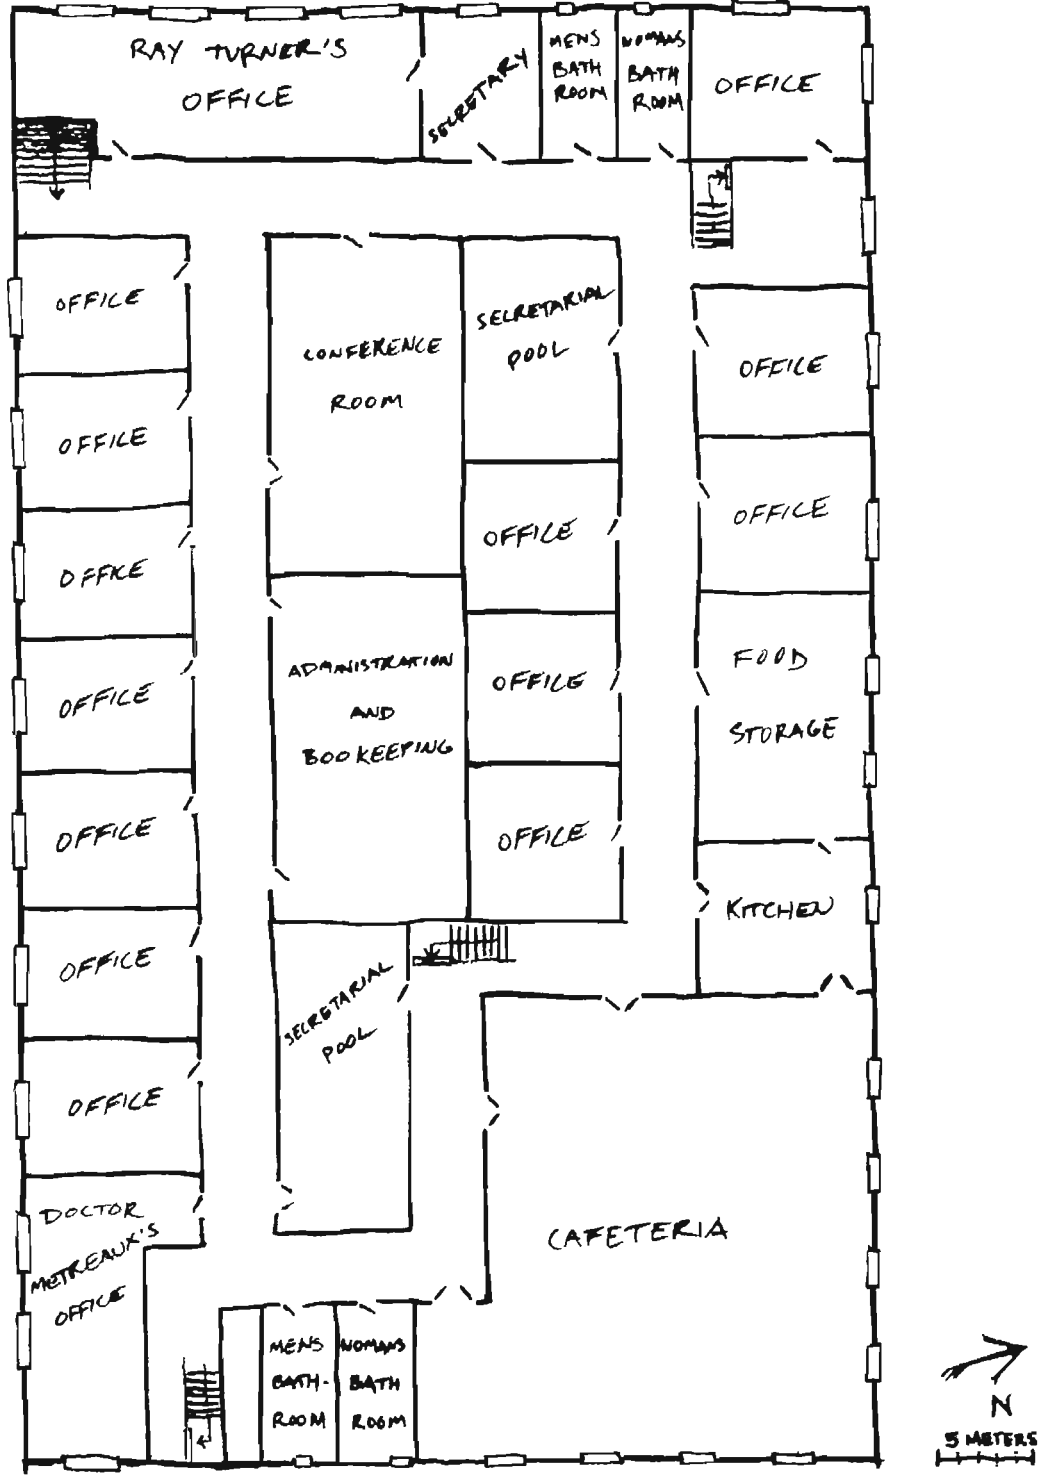 RAY TURNER'S
OFFICE
SECRETARY
MENS
BATH
ROOM
WOMANS
BATH
ROOM
OFFICE
OFFICE
CONFERENCE
ROOM
SECRETARIAL
POOL
OFFICE
OFFICE
OFFICE
OFFICE
OFFICE
OFFICE
ADMINISTRATION
AND
BOOKEEPING
OFFICE
FOOD
STORAGE
OFFICE
OFFICE
OFFICE
KITCHEN
OFFICE
SECRETARIAL
POOL
OFFICE
DOCTOR
METREAUX'S
OFFICE
CAFETERIA
MENS
BATH-
ROOM
WOMANS
BATH
ROOM
N
5 METERS